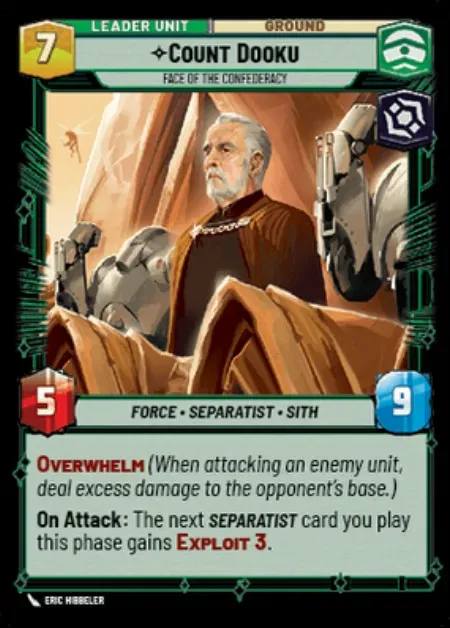 LEADER UNIT
GROUND
7
COUNT DOOKU
FACE OF THE CONFEDERACY
5
FORCE • SEPARATIST • SITH
9
OVERWHELM (When attacking an enemy unit,
deal excess damage to the opponent's base.)
On Attack: The next SEPARATIST card you play
this phase gains EXPLOIT 3.
ERIC HIBBELER